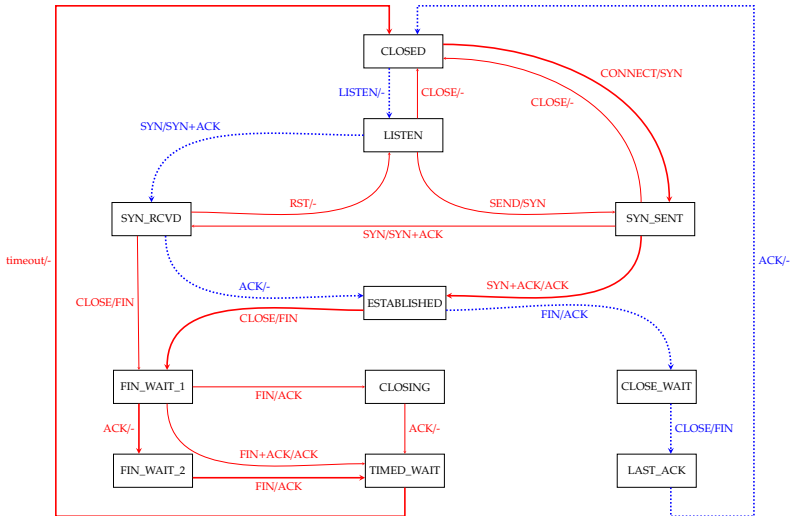 CLOSED
CONNECT/SYN
LISTEN/-
CLOSE/-
CLOSE/-
SYN/SYN+ACK
LISTEN
RST/-
SEND/SYN
SYN_RCVD
SYN_SENT
SYN/SYN+ACK
timeout/-
ACK/-
ACK/-
SYN+ACK/ACK
CLOSE/FIN
ESTABLISHED
CLOSE/FIN
FIN/ACK
FIN_WAIT_1
FIN/ACK
CLOSING
CLOSE_WAIT
ACK/-
ACK/-
CLOSE/FIN
FIN+ACK/ACK
FIN_WAIT_2
FIN/ACK
TIMED_WAIT
LAST_ACK